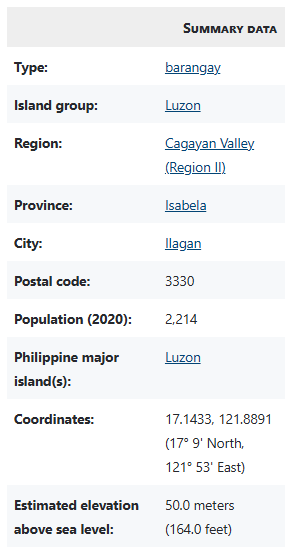 Summary data
Type: barangay
Island group: Luzon
Region: Cagayan Valley
(Region II)
Province: Isabela
City: Ilagan
Postal code: 3330
Population (2020): 2,214
Philippine major Luzon
island(s):
Coordinates: 17.1433, 121.8891
(17° 9' North,
121° 53' East)
Estimated elevation 50.0 meters
above sea level: (164.0 feet)